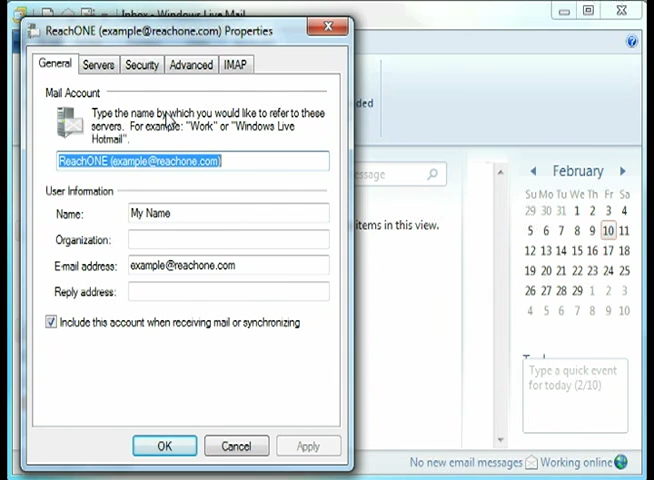 Inbox - Windows Live Mail
ReachONE (example@reachone.com) Properties
General Servers Security Advanced IMAP
Mail Account
Type the name by which you would like to refer to these
servers. For example: "Work" or "Windows Live
Hotmail".
ReachONE (example@reachone.com)
User Information
Name: My Name
Organization:
E-mail address: example@reachone.com
Reply address:
Include this account when receiving mail or synchronizing
OK Cancel Apply
February
Su Mo Tu We Th Fr Sa
29 30 31 1 2 3 4
5 6 7 8 9 10 11
12 13 14 15 16 17 18
19 20 21 22 23 24 25
26 27 28 29 1 2 3
4 5 6 7 8 9 10
items in this view.
Type a quick event
for today (2/10)
No new email messages Working online